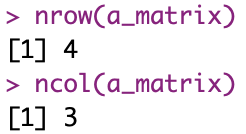 > nrow(a_matrix)
[1] 4
> ncol(a_matrix)
[1] 3